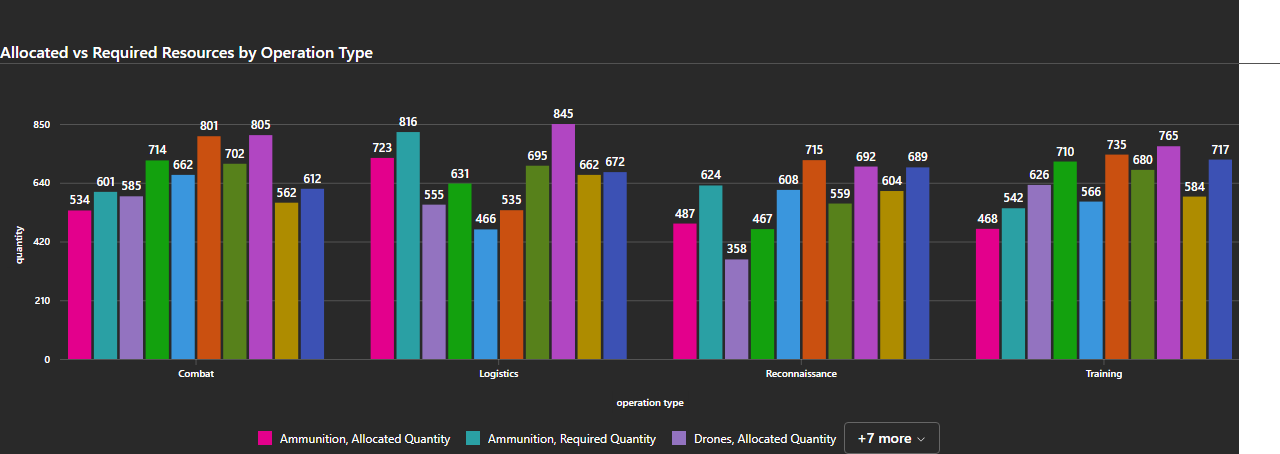 Allocated vs Required Resources by Operation Type
850
640
420
210
0
quantity
534 601 585 714 662 801 702 805 562 612
723 816 555 631 466 535 695 845 662 672
487 624 358 467 608 715 559 692 604 689
468 542 626 710 566 735 680 765 584 717
Combat Logistics Reconnaissance Training
operation type
Ammunition, Allocated Quantity Ammunition, Required Quantity Drones, Allocated Quantity +7 more